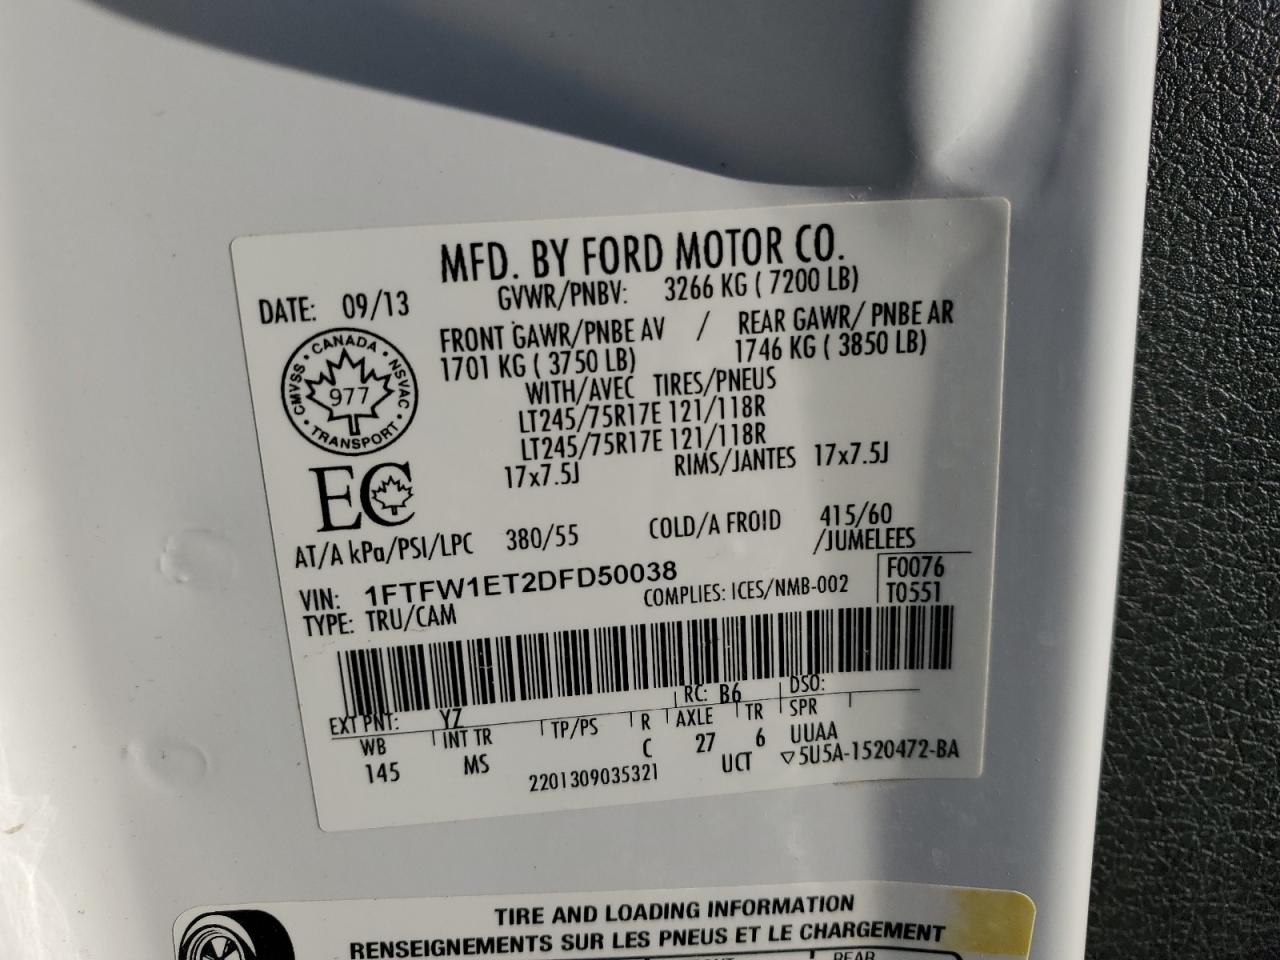 MFD. BY FORD MOTOR CO.
DATE: 09/13 GVWR/PNBV: 3266 KG ( 7200 LB)
FRONT GAWR/PNBE AV / REAR GAWR/ PNBE AR
1701 KG ( 3750 LB) 1746 KG ( 3850 LB)
WITH/AVEC TIRES/PNEUS
LT245/75R17E 121/118R
LT245/75R17E 121/118R
17x7.5J RIMS/JANTES 17x7.5J
CANADA
CMVSS NSVAC
977
TRANSPORT
EC
AT/A kPa/PSI/LPC 380/55 COLD/A FROID 415/60
/JUMELEES
VIN: 1FTFW1ET2DFD50038 F0076
TYPE: TRU/CAM COMPLIES: ICES/NMB-002 T0551
EXT PNT: YZ RC: B6 DSO:
WB INT TR TP/PS R AXLE TR SPR
145 MS C 27 6 UUAA
2201309035321 UCT ▽5U5A-1520472-BA
TIRE AND LOADING INFORMATION
RENSEIGNEMENTS SUR LES PNEUS ET LE CHARGEMENT
REAR